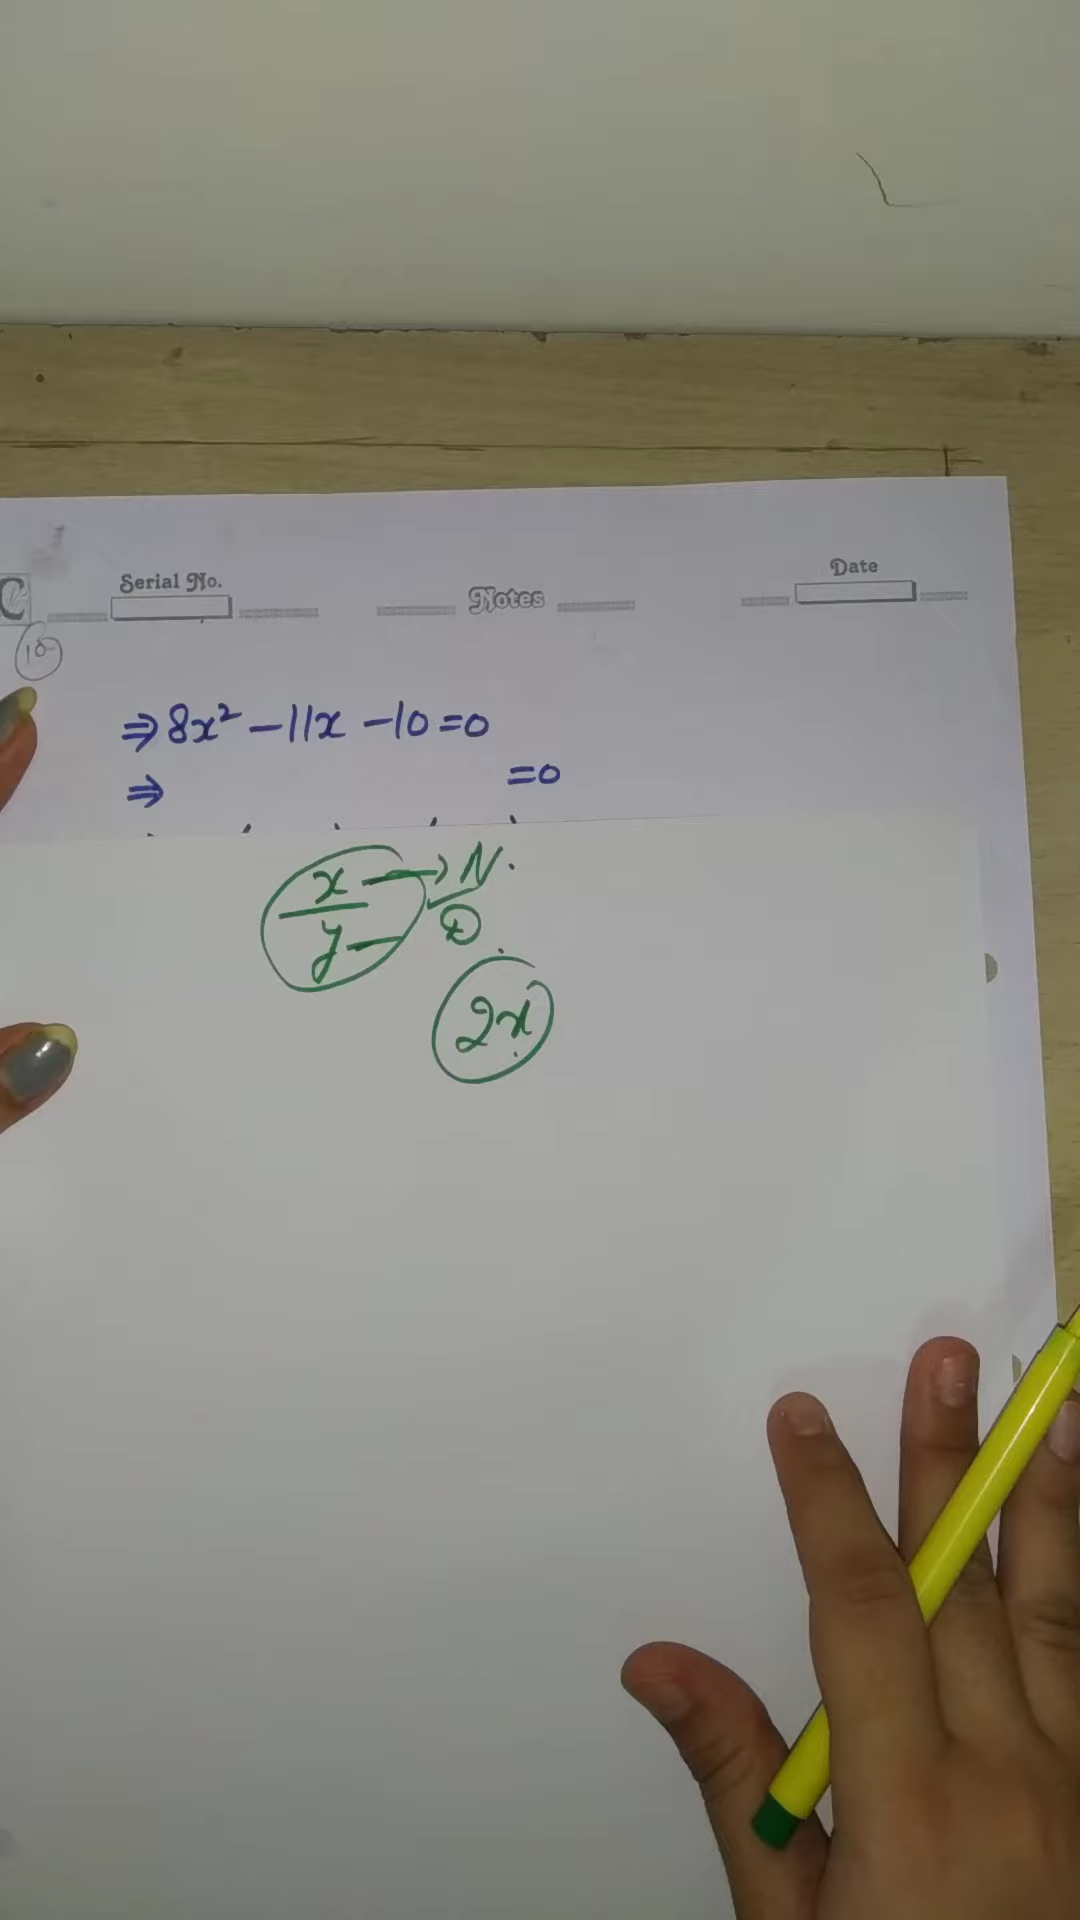 C
Serial No.
Notes
Date
10
⇒ 8x² - 11x - 10 = 0
⇒ = 0
x/y → N.
D
2x